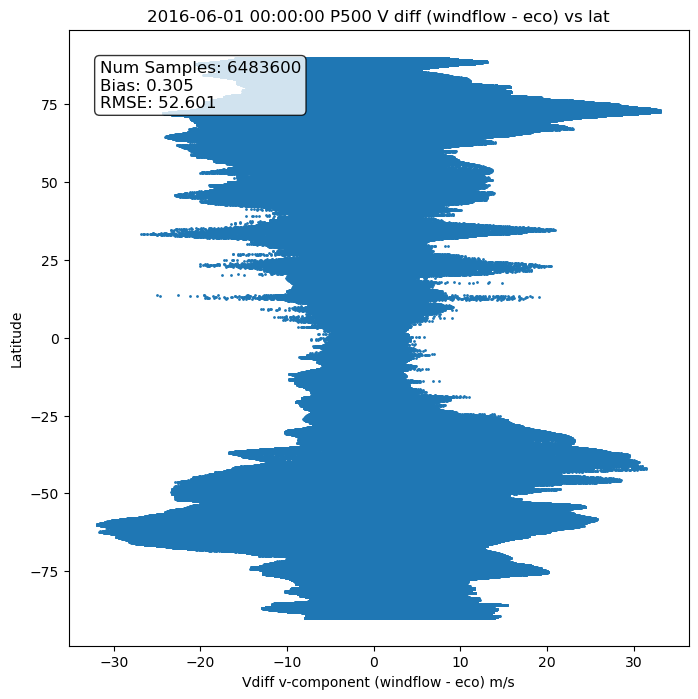 2016-06-01 00:00:00 P500 V diff (windflow - eco) vs lat
Num Samples: 6483600
Bias: 0.305
RMSE: 52.601
75
50
25
0
−25
−50
−75
Latitude
−30 −20 −10 0 10 20 30
Vdiff v-component (windflow - eco) m/s